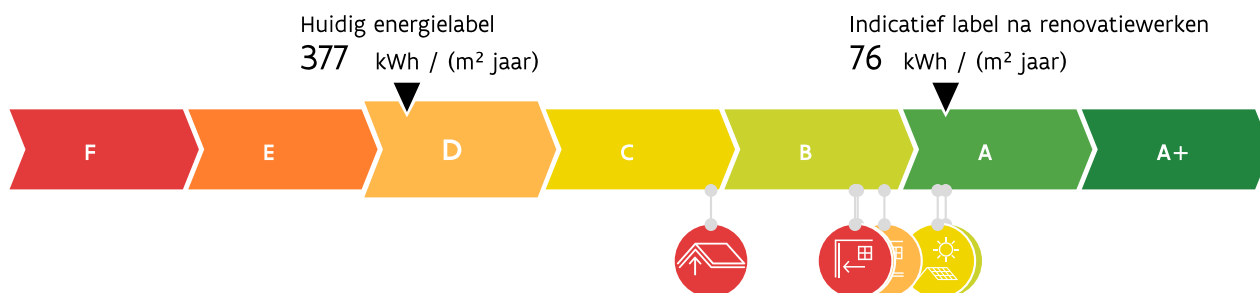 Huidig energielabel
377 kWh / (m² jaar)
Indicatief label na renovatiewerken
76 kWh / (m² jaar)
F E D C B A A+